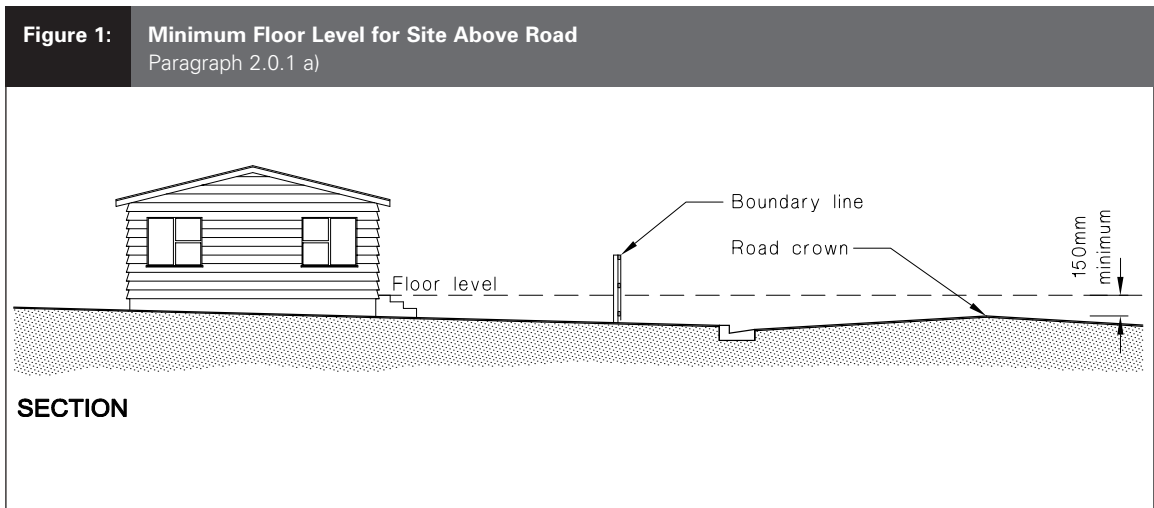 Figure 1:
Minimum Floor Level for Site Above Road
Paragraph 2.0.1 a)
Boundary line
Road crown
150mm
minimum
Floor level
SECTION